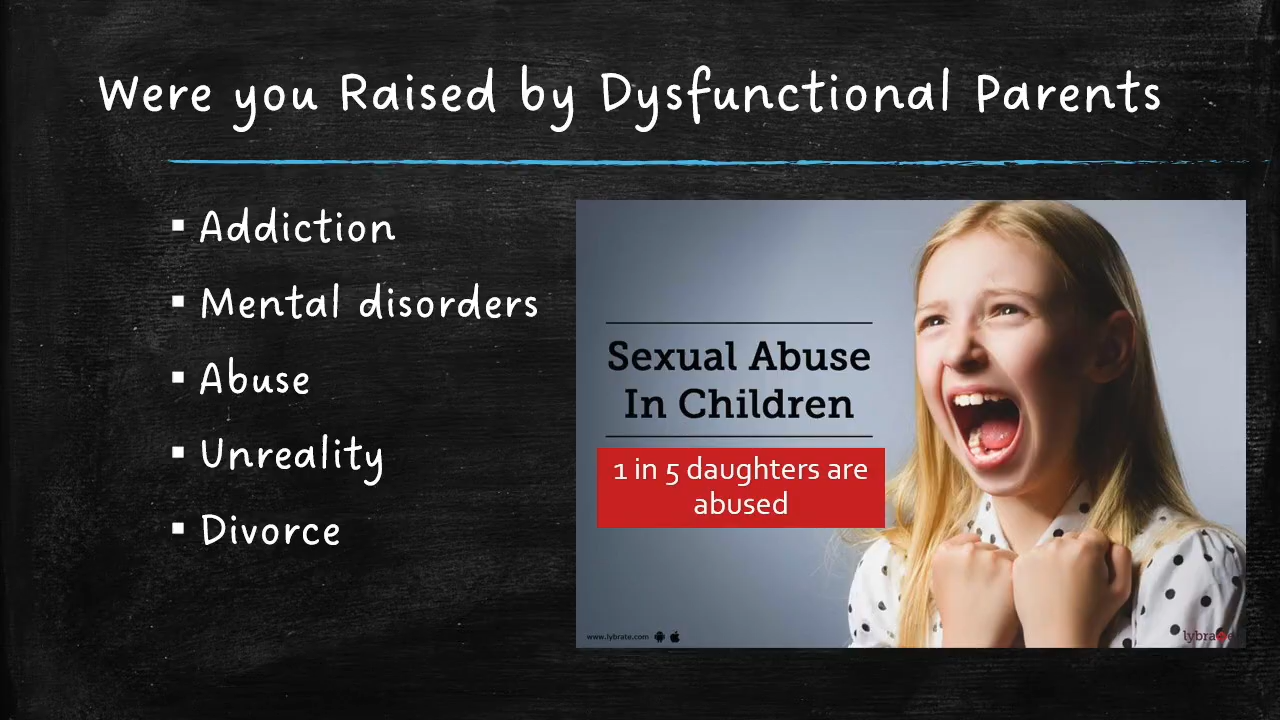 Were you Raised by Dysfunctional Parents
▪ Addiction
▪ Mental disorders
▪ Abuse
▪ Unreality
▪ Divorce
Sexual Abuse
In Children
1 in 5 daughters are
abused
www.lybrate.com
lybrate